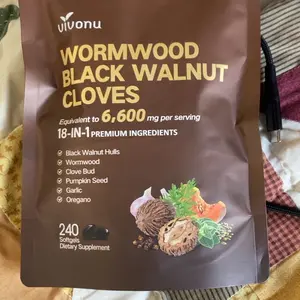 vivonu
WORMWOOD
BLACK WALNUT
CLOVES
Equivalent to 6,600 mg per serving
18-IN-1 PREMIUM INGREDIENTS
Black Walnut Hulls
Wormwood
Clove Bud
Pumpkin Seed
Garlic
Oregano
240
Softgels
Dietary Supplement